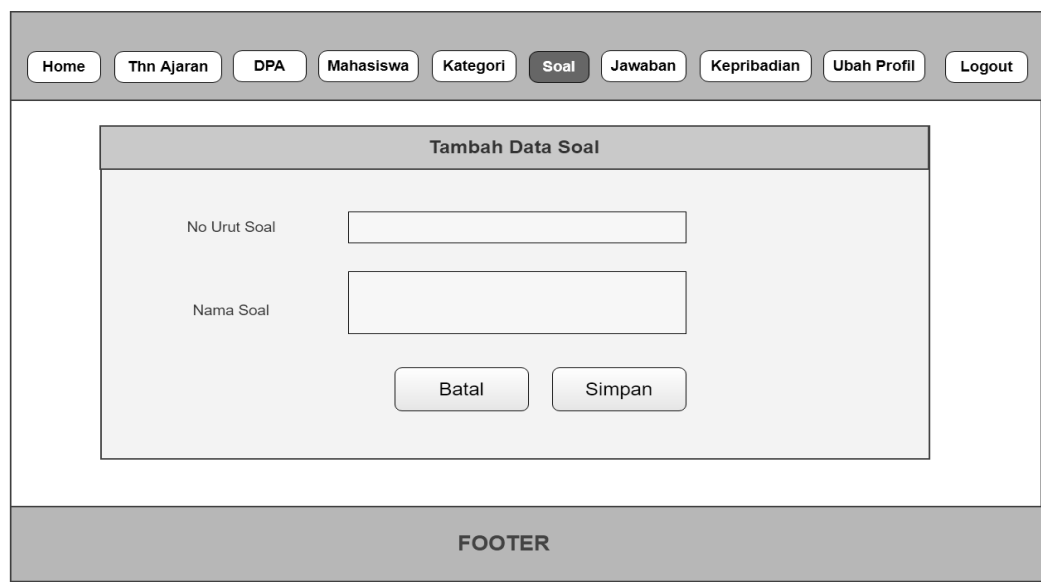 Home Thn Ajaran DPA Mahasiswa Kategori Soal Jawaban Kepribadian Ubah Profil Logout
Tambah Data Soal
No Urut Soal
Nama Soal
Batal Simpan
FOOTER